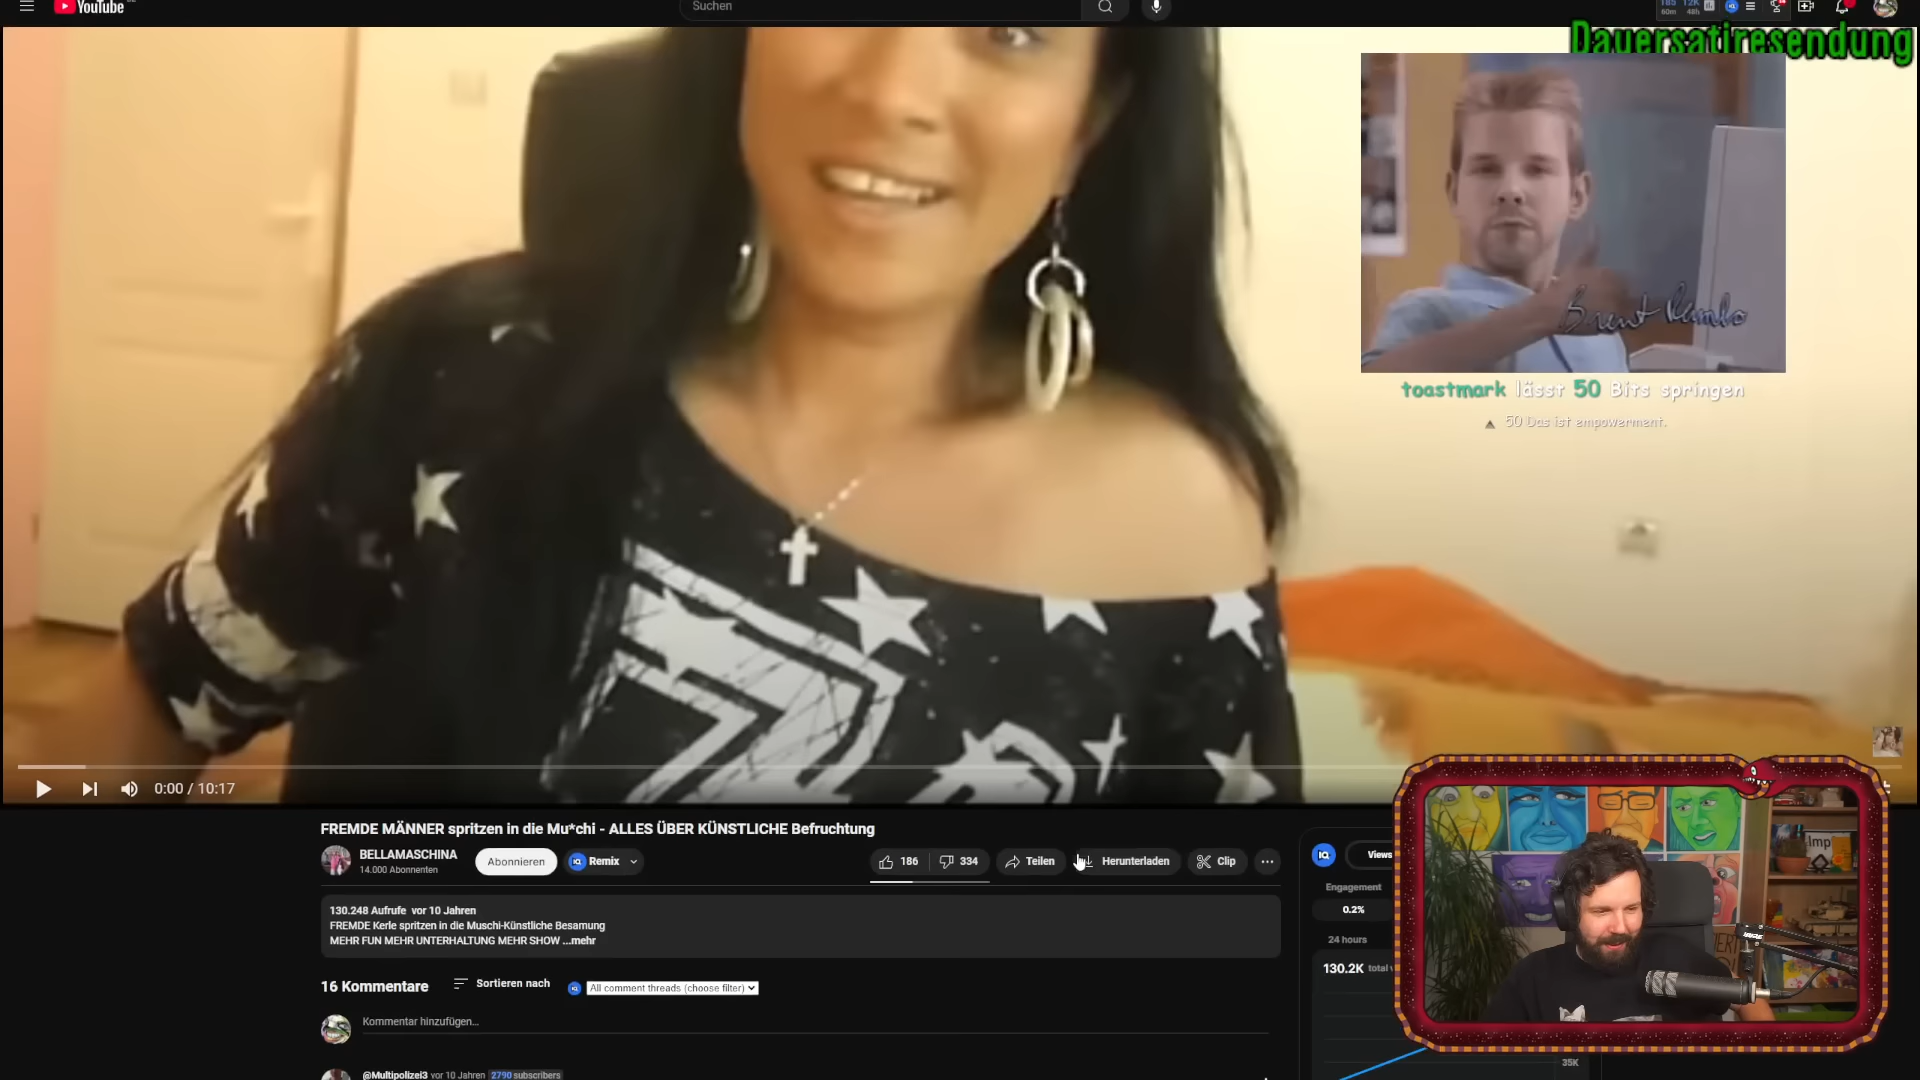 YouTube
Suchen
Dauersatiresendung
Brent Rambo
toastmark lässt 50 Bits springen
50 Das ist empowerment.
0:00 / 10:17
FREMDE MÄNNER spritzen in die Mu*chi - ALLES ÜBER KÜNSTLICHE Befruchtung
BELLAMASCHINA
14.000 Abonnenten
Abonnieren
Remix
186
334
Teilen
Herunterladen
Clip
Views
Engagement
0.2%
24 hours
130.2K total
130.248 Aufrufe vor 10 Jahren
FREMDE Kerle spritzen in die Muschi-Künstliche Besamung
MEHR FUN MEHR UNTERHALTUNG MEHR SHOW ...mehr
16 Kommentare
Sortieren nach
All comment threads (choose filter)
Kommentar hinzufügen...
@Multipolizei3 vor 10 Jahren 2790 subscribers
35K